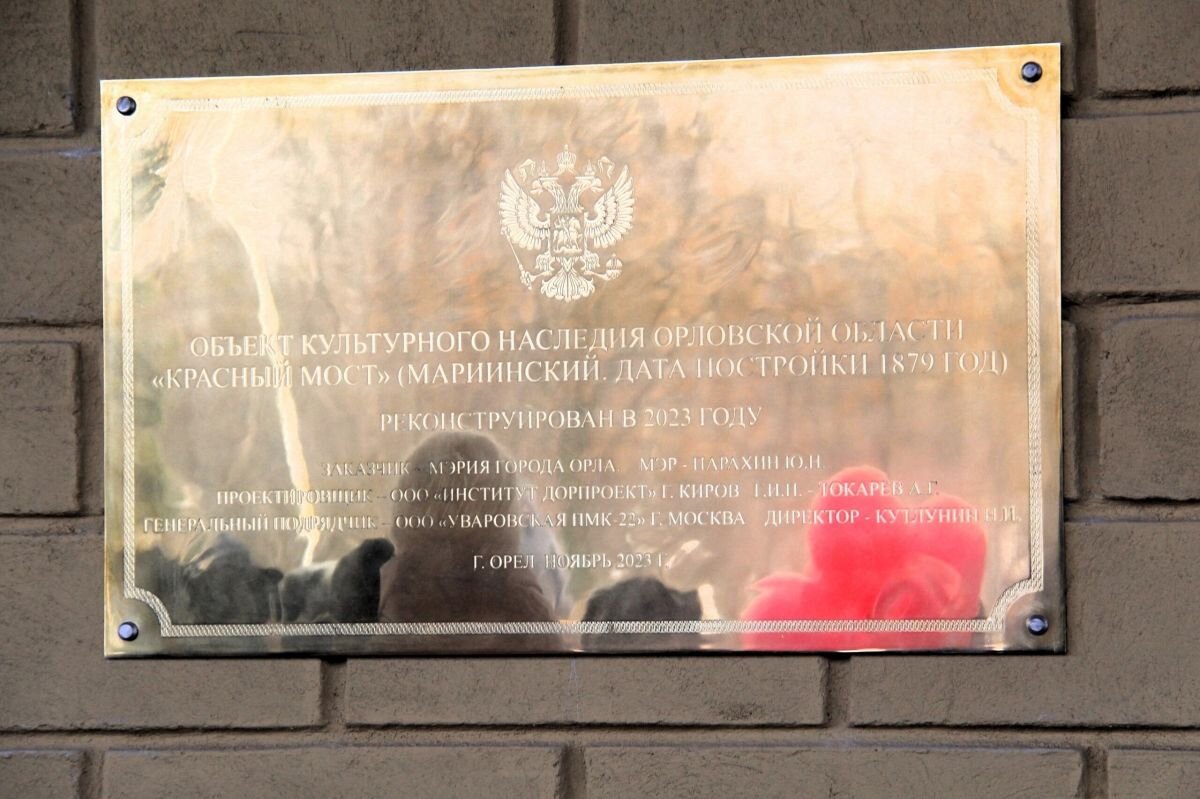 ОБЪЕКТ КУЛЬТУРНОГО НАСЛЕДИЯ ОРЛОВСКОЙ ОБЛАСТИ
«КРАСНЫЙ МОСТ» (МАРИИНСКИЙ. ДАТА ПОСТРОЙКИ 1879 ГОД)
РЕКОНСТРУИРОВАН В 2023 ГОДУ
ЗАКАЗЧИК - МЭРИЯ ГОРОДА ОРЛА. МЭР - ПАРАХИН Ю.Н.
ПРОЕКТИРОВЩИК – ООО «ИНСТИТУТ ДОРПРОЕКТ» Г. КИРОВ Г.И.П. - ТОКАРЕВ А.Г.
ГЕНЕРАЛЬНЫЙ ПОДРЯДЧИК – ООО «УВАРОВСКАЯ ПМК-22» Г. МОСКВА ДИРЕКТОР - КУТЛУНИН
Г. ОРЕЛ НОЯБРЬ 2023 Г.